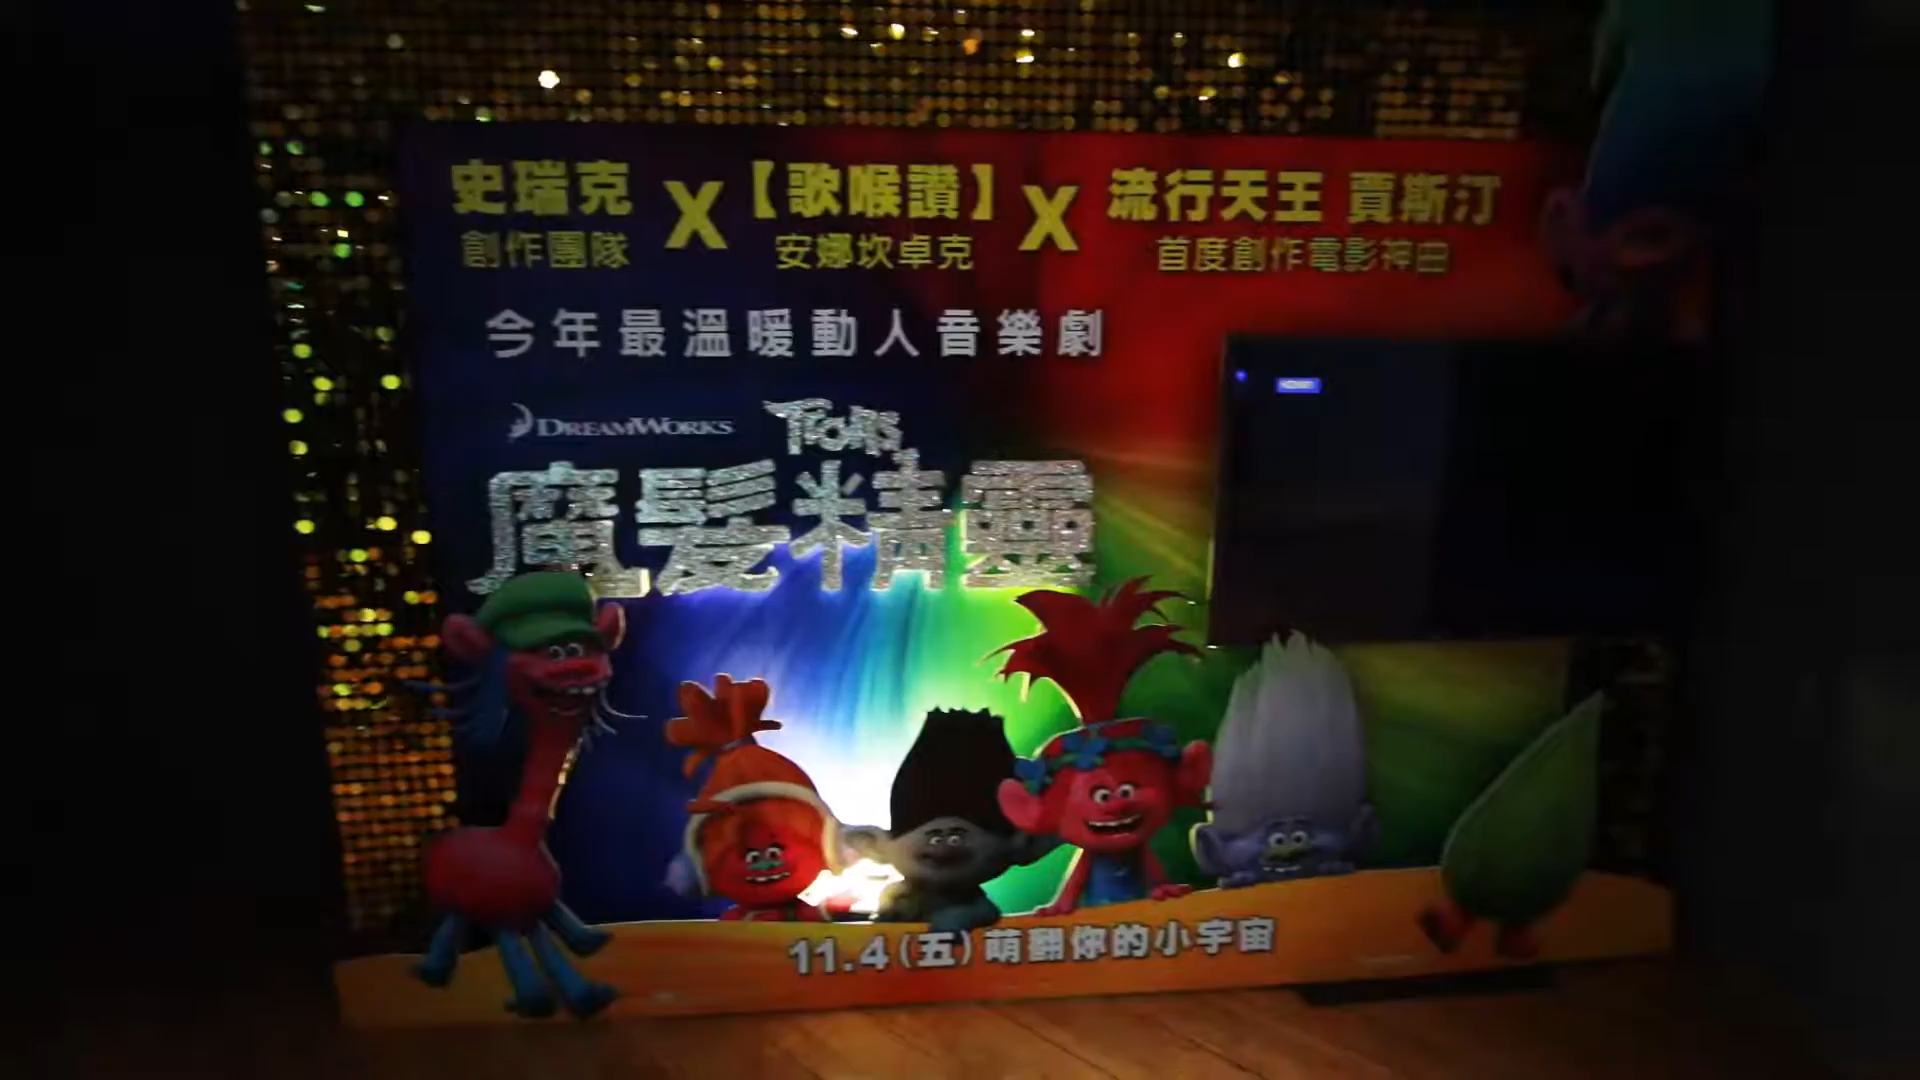 史瑞克 X 【歌喉讚】 X 流行天王 賈斯汀
創作團隊 安娜坎卓克 首度創作電影神曲
今年最溫暖動人音樂劇
DREAMWORKS TROLLS
魔髮精靈
11.4(五)萌翻你的小宇宙